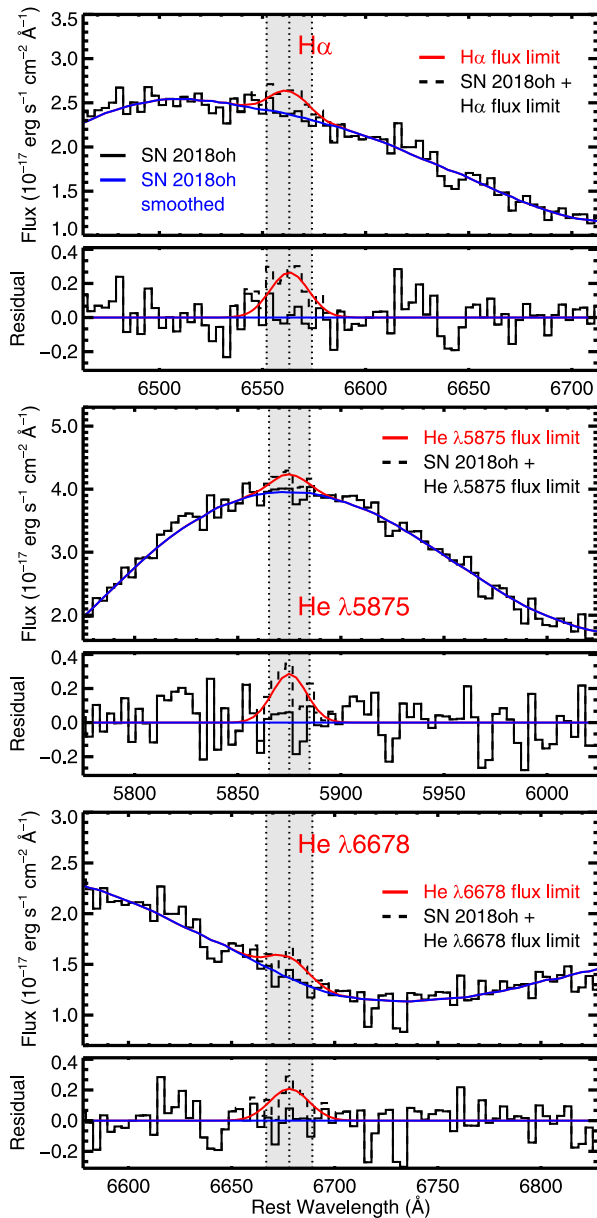 Hα
Hα flux limit
SN 2018oh +
Hα flux limit
SN 2018oh
SN 2018oh
smoothed
Flux (10⁻¹⁷ erg s⁻¹ cm⁻² Å⁻¹)
3.5
3.0
2.5
2.0
1.5
1.0
Residual
0.4
0.2
0.0
−0.2
6500 6550 6600 6650 6700
He λ5875 flux limit
SN 2018oh +
He λ5875 flux limit
He λ5875
Flux (10⁻¹⁷ erg s⁻¹ cm⁻² Å⁻¹)
5.0
4.0
3.0
2.0
Residual
0.4
0.2
0.0
−0.2
5800 5850 5900 5950 6000
He λ6678
He λ6678 flux limit
SN 2018oh +
He λ6678 flux limit
Flux (10⁻¹⁷ erg s⁻¹ cm⁻² Å⁻¹)
3.0
2.5
2.0
1.5
1.0
Residual
0.4
0.2
0.0
−0.2
6600 6650 6700 6750 6800
Rest Wavelength (Å)